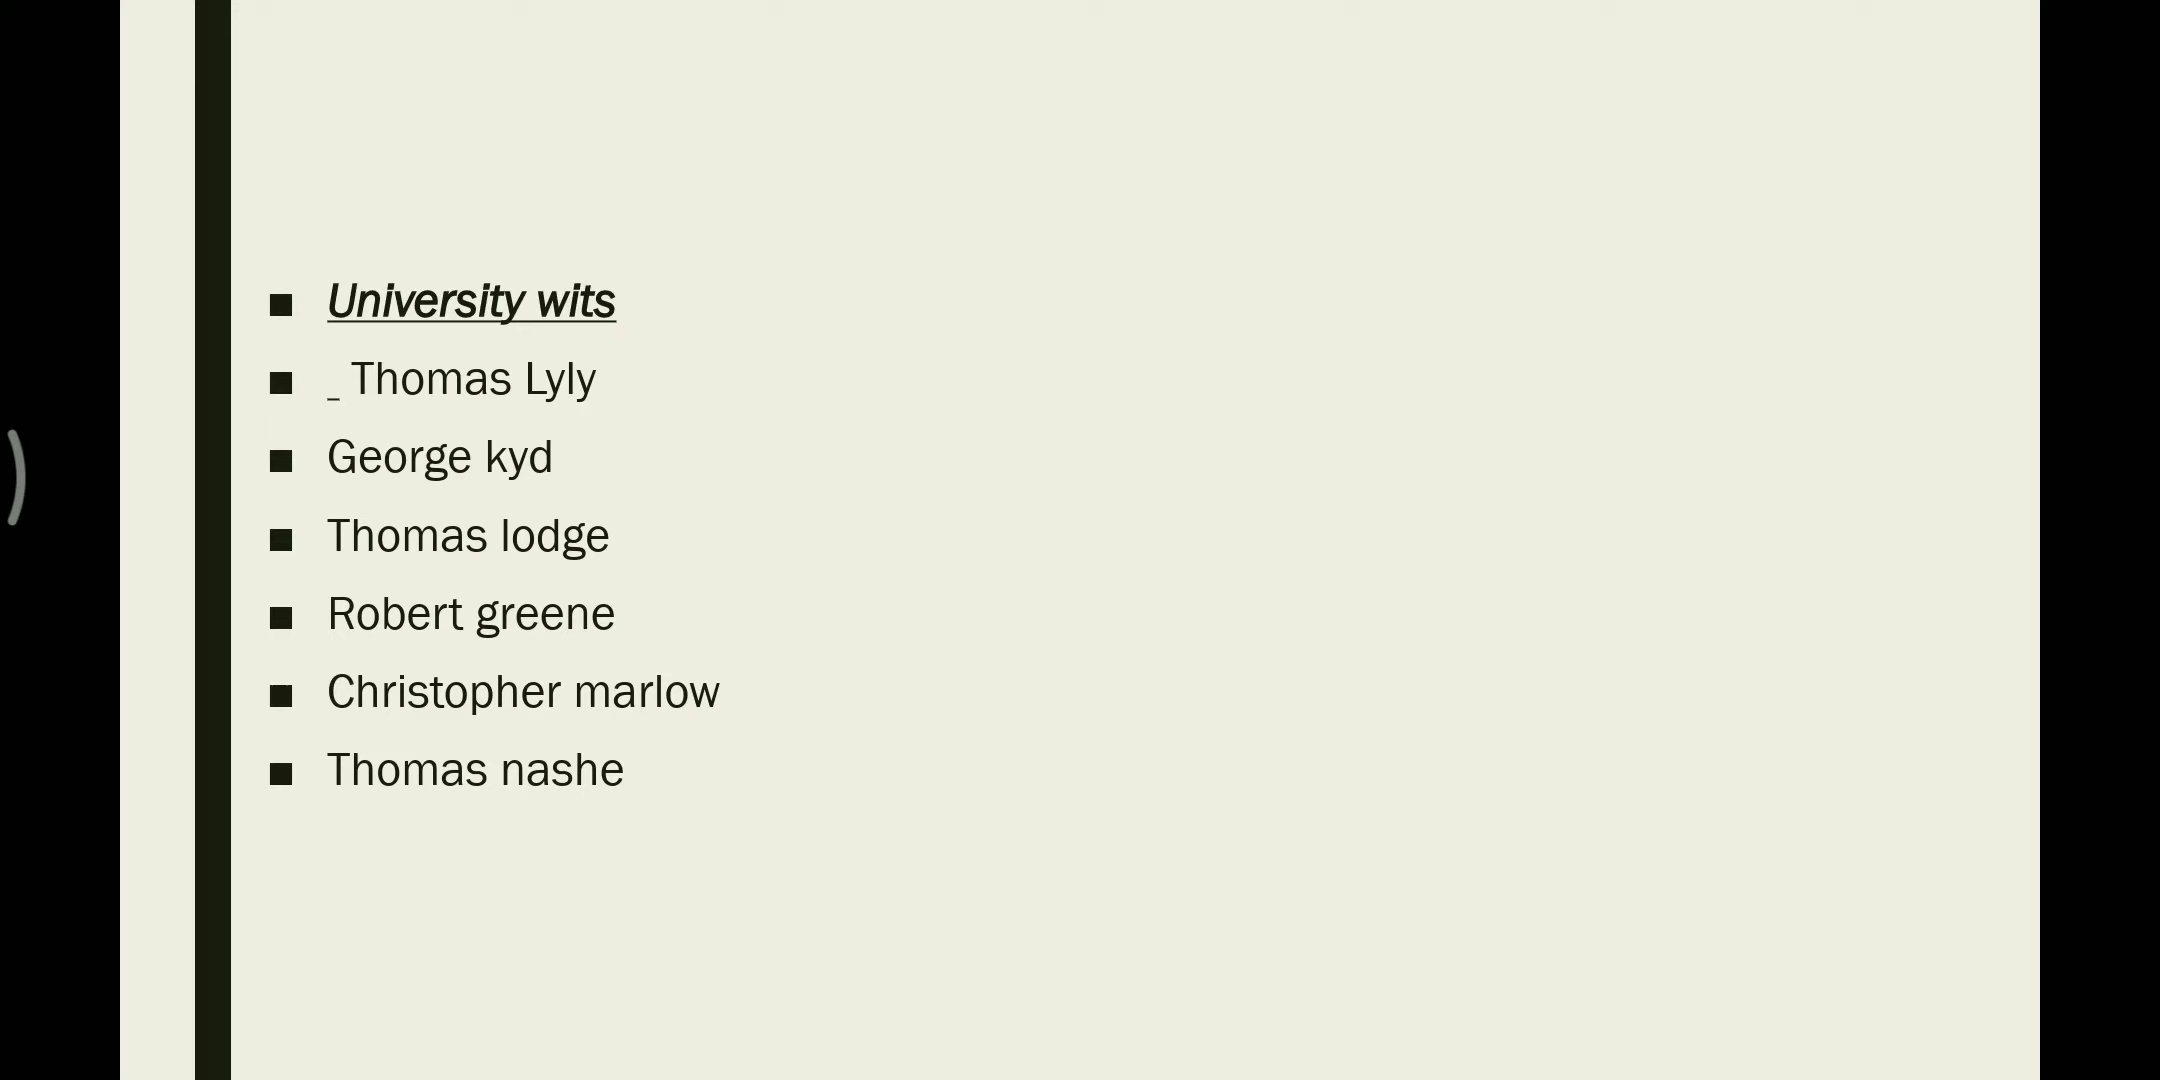 University wits
_ Thomas Lyly
George kyd
Thomas lodge
Robert greene
Christopher marlow
Thomas nashe